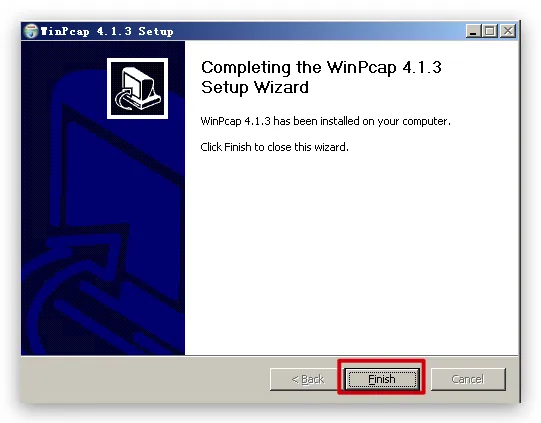 WinPcap 4.1.3 Setup
Completing the WinPcap 4.1.3
Setup Wizard
WinPcap 4.1.3 has been installed on your computer.
Click Finish to close this wizard.
< Back
Finish
Cancel